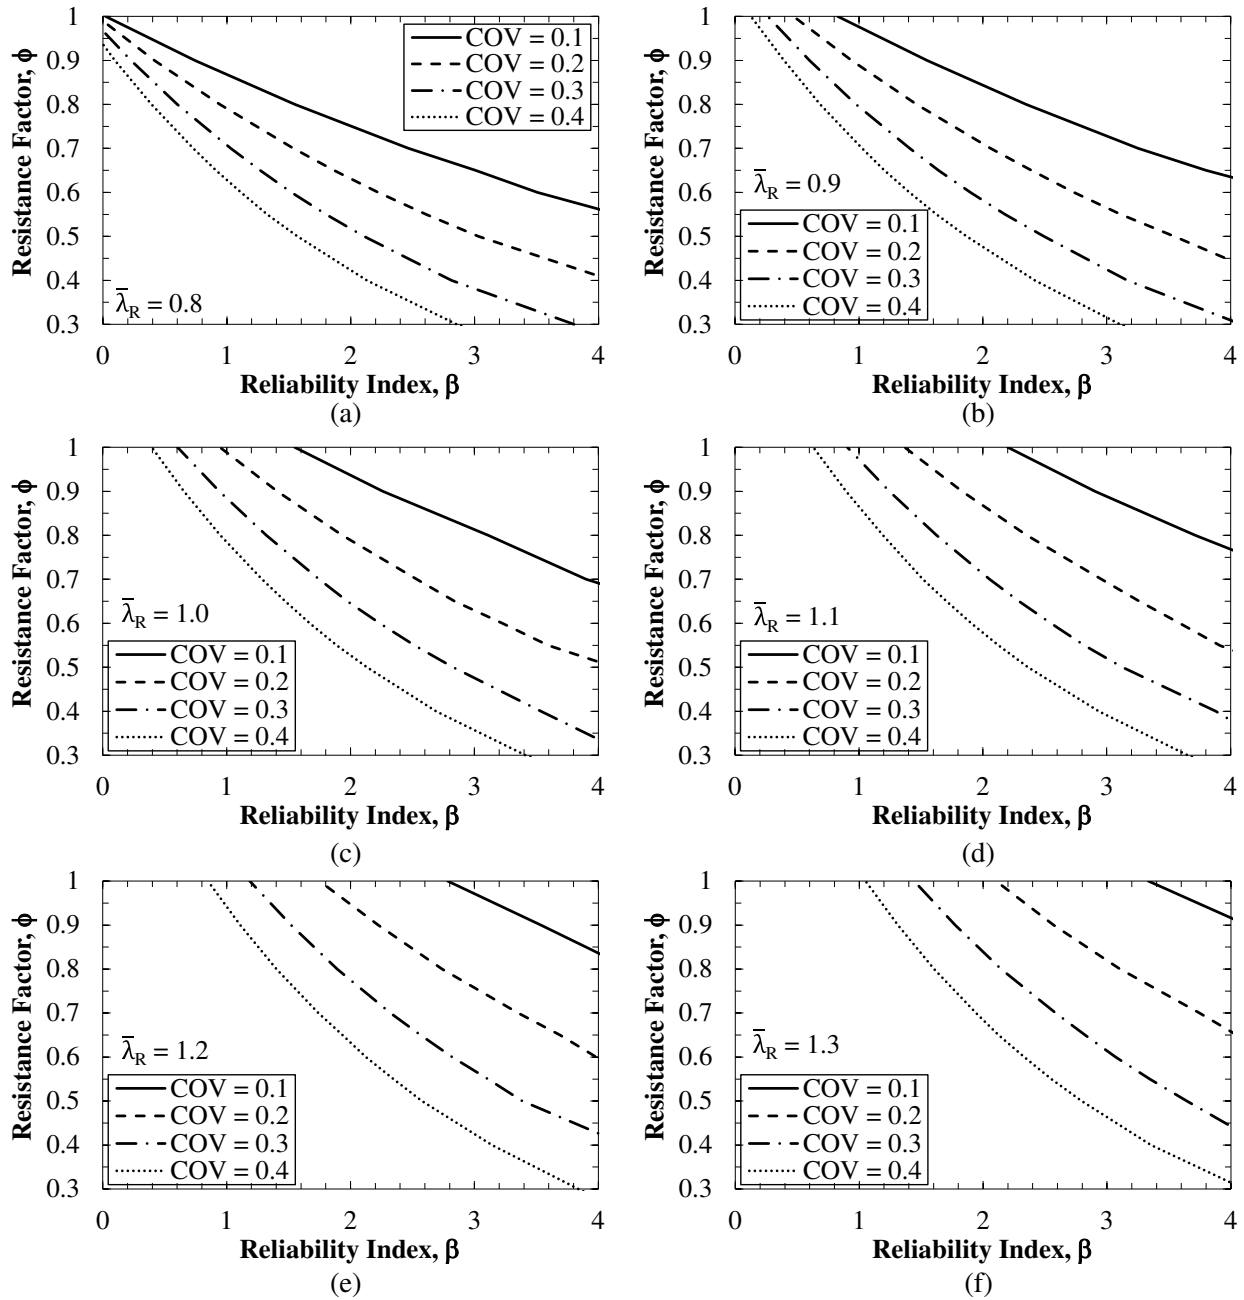 1
0.9
0.8
0.7
0.6
0.5
0.4
0.3
Resistance Factor, ϕ
COV = 0.1
COV = 0.2
COV = 0.3
COV = 0.4
λ̄R = 0.8
0 1 2 3 4
Reliability Index, β
(a)
1
0.9
0.8
0.7
0.6
0.5
0.4
0.3
Resistance Factor, ϕ
λ̄R = 0.9
COV = 0.1
COV = 0.2
COV = 0.3
COV = 0.4
0 1 2 3 4
Reliability Index, β
(b)
1
0.9
0.8
0.7
0.6
0.5
0.4
0.3
Resistance Factor, ϕ
λ̄R = 1.0
COV = 0.1
COV = 0.2
COV = 0.3
COV = 0.4
0 1 2 3 4
Reliability Index, β
(c)
1
0.9
0.8
0.7
0.6
0.5
0.4
0.3
Resistance Factor, ϕ
λ̄R = 1.1
COV = 0.1
COV = 0.2
COV = 0.3
COV = 0.4
0 1 2 3 4
Reliability Index, β
(d)
1
0.9
0.8
0.7
0.6
0.5
0.4
0.3
Resistance Factor, ϕ
λ̄R = 1.2
COV = 0.1
COV = 0.2
COV = 0.3
COV = 0.4
0 1 2 3 4
Reliability Index, β
(e)
1
0.9
0.8
0.7
0.6
0.5
0.4
0.3
Resistance Factor, ϕ
λ̄R = 1.3
COV = 0.1
COV = 0.2
COV = 0.3
COV = 0.4
0 1 2 3 4
Reliability Index, β
(f)